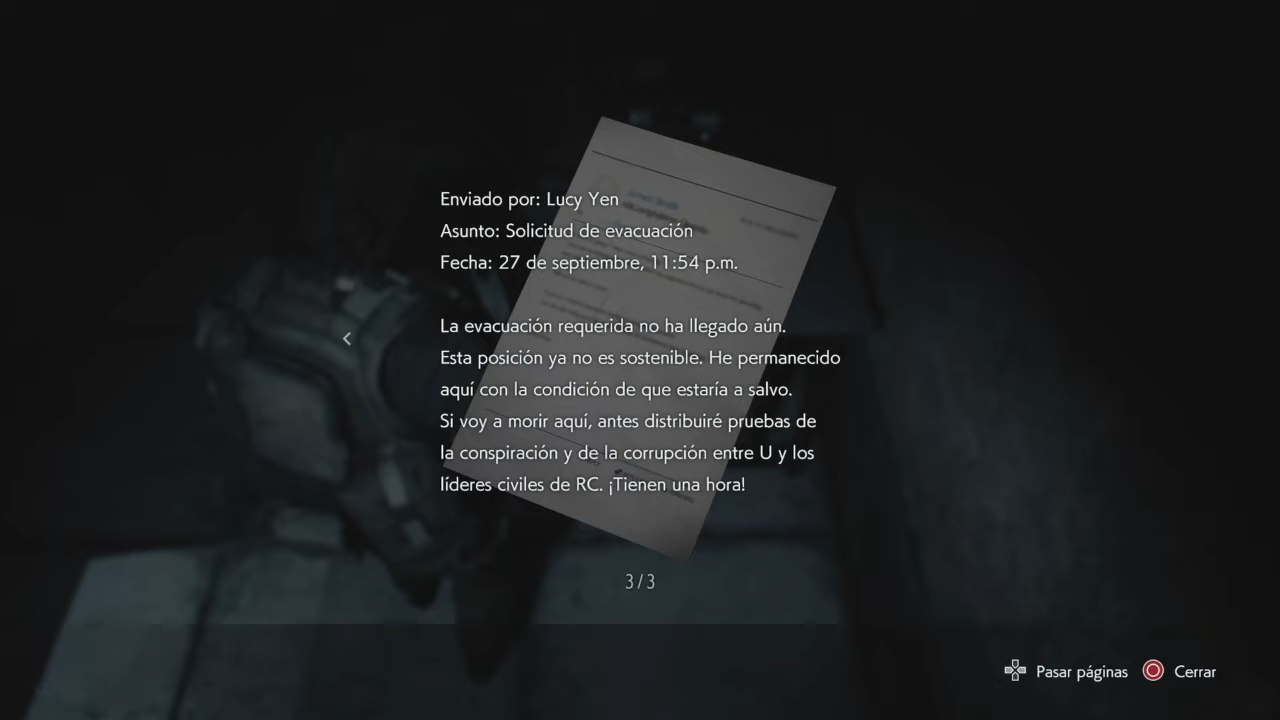 Enviado por: Lucy Yen
Asunto: Solicitud de evacuación
Fecha: 27 de septiembre, 11:54 p.m.
La evacuación requerida no ha llegado aún.
Esta posición ya no es sostenible. He permanecido
aquí con la condición de que estaría a salvo.
Si voy a morir aquí, antes distribuiré pruebas de
la conspiración y de la corrupción entre U y los
líderes civiles de RC. ¡Tienen una hora!
3/3
Pasar páginas
Cerrar